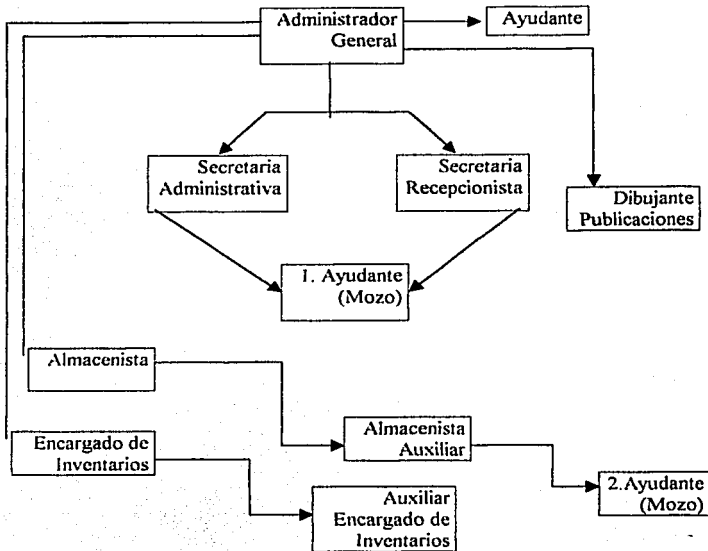 Administrador
General
Ayudante
Secretaria
Administrativa
Secretaria
Recepcionista
Dibujante
Publicaciones
1. Ayudante
(Mozo)
Almacenista
Almacenista
Auxiliar
Encargado de
Inventarios
2.Ayudante
(Mozo)
Auxiliar
Encargado de
Inventarios